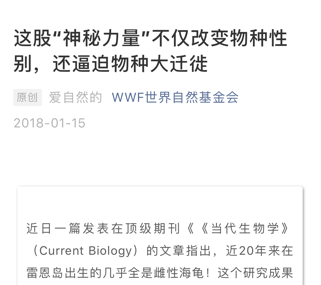 这股“神秘力量”不仅改变物种性
别，还逼迫物种大迁徙
原创 爱自然的 WWF世界自然基金会
2018-01-15
近日一篇发表在顶级期刊《《当代生物学》
（Current Biology）的文章指出，近20年来在
雷恩岛出生的几乎全是雌性海龟！这个研究成果